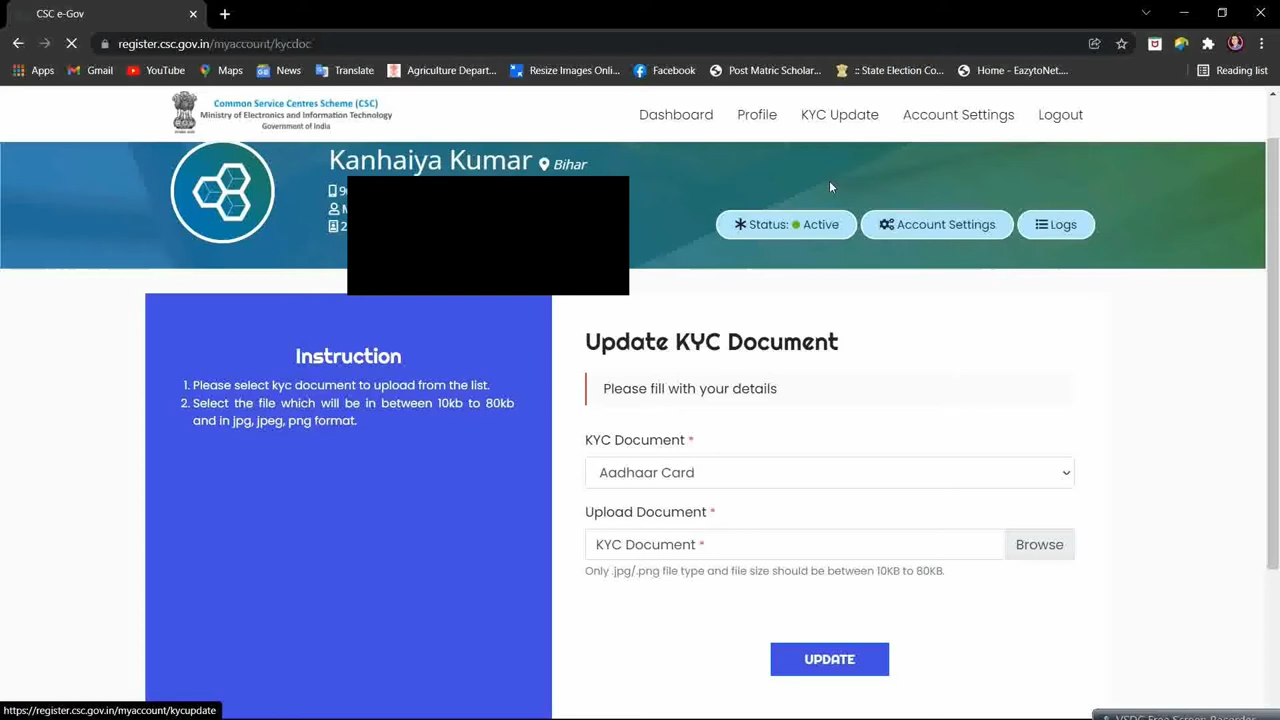 CSC e-Gov
register.csc.gov.in/myaccount/kycdoc
Apps Gmail YouTube Maps News Translate Agriculture Depart... Resize Images Onli... Facebook Post Matric Scholar... :: State Election Co... Home – EazytoNet.... Reading list
Common Service Centres Scheme (CSC)
Ministry of Electronics and Information Technology
Government of India
Dashboard Profile KYC Update Account Settings Logout
Kanhaiya Kumar Bihar
Status: Active Account Settings Logs
Instruction
1. Please select kyc document to upload from the list.
2. Select the file which will be in between 10kb to 80kb
and in jpg, jpeg, png format.
Update KYC Document
Please fill with your details
KYC Document *
Aadhaar Card
Upload Document *
KYC Document * Browse
Only .jpg/.png file type and file size should be between 10KB to 80KB.
UPDATE
https://register.csc.gov.in/myaccount/kycupdate